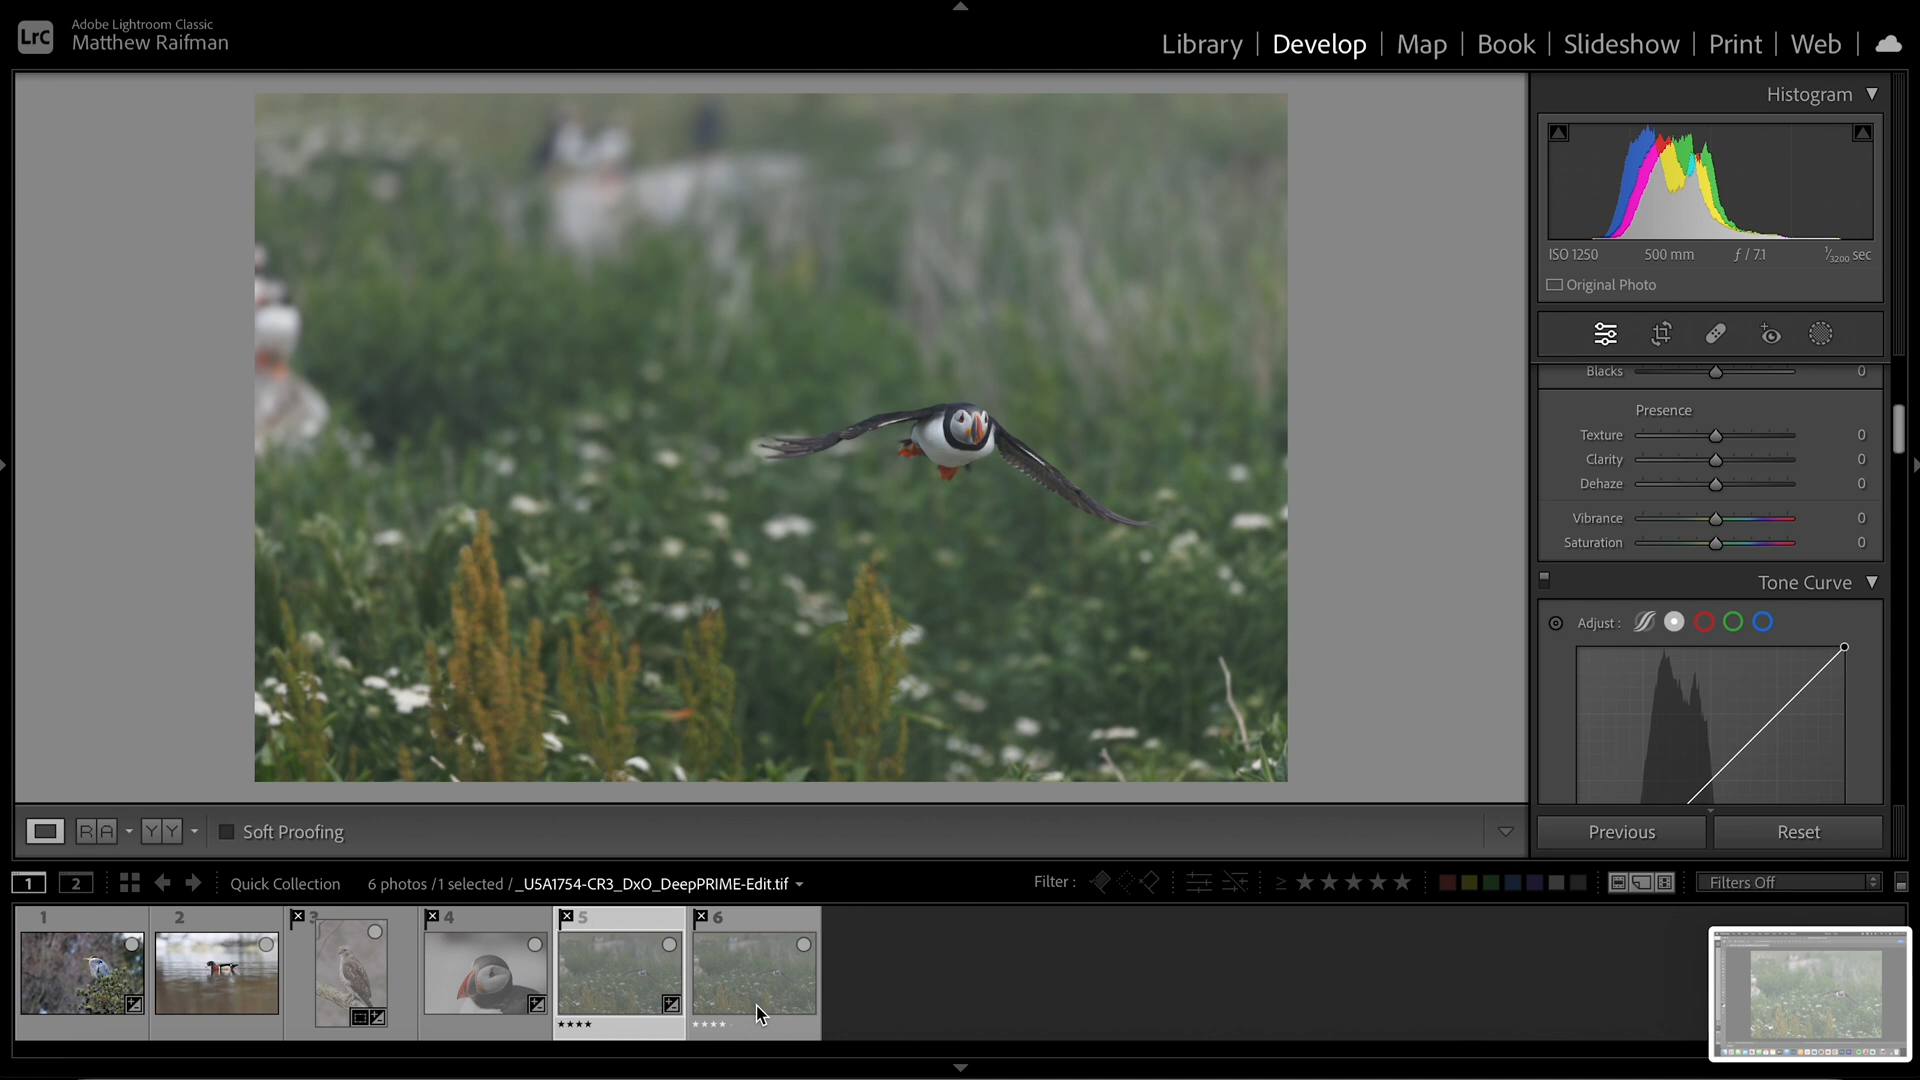 LrC
Adobe Lightroom Classic
Matthew Raifman
Library | Develop | Map | Book | Slideshow | Print | Web |
Histogram
ISO 1250 500 mm ƒ / 7.1 1/3200 sec
Original Photo
Blacks 0
Presence
Texture 0
Clarity 0
Dehaze 0
Vibrance 0
Saturation 0
Tone Curve
Adjust :
R A Y Y Soft Proofing
Previous Reset
1 2 Quick Collection 6 photos / 1 selected / _U5A1754-CR3_DxO_DeepPRIME-Edit.tif Filter : ≥ ★★★★★ Filters Off
1 2 3 4 5 6
★★★★ ★★★★